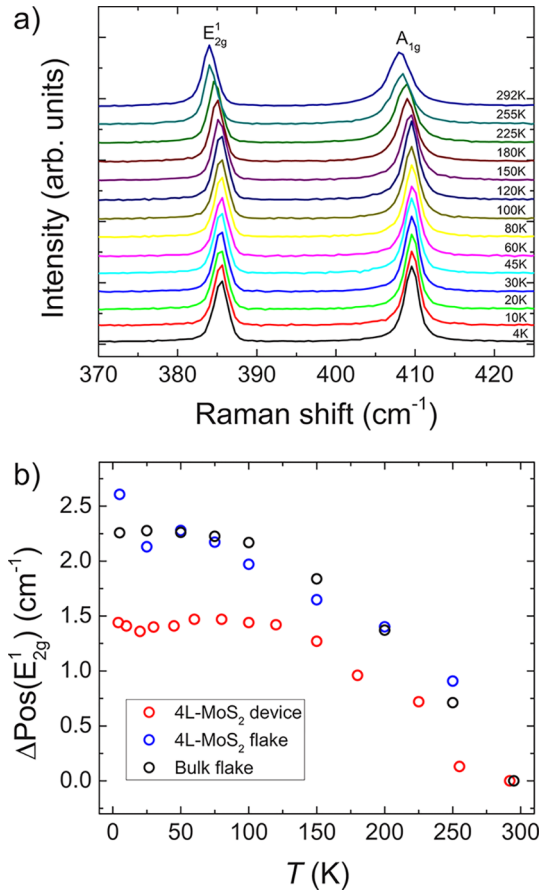 a)
E¹₂g
A₁g
292K
255K
225K
180K
150K
120K
100K
80K
60K
45K
30K
20K
10K
4K
Intensity (arb. units)
370 380 390 400 410 420
Raman shift (cm⁻¹)
b)
2.5
2.0
1.5
1.0
0.5
0.0
ΔPos(E¹₂g) (cm⁻¹)
4L-MoS₂ device
4L-MoS₂ flake
Bulk flake
0 50 100 150 200 250 300
T (K)